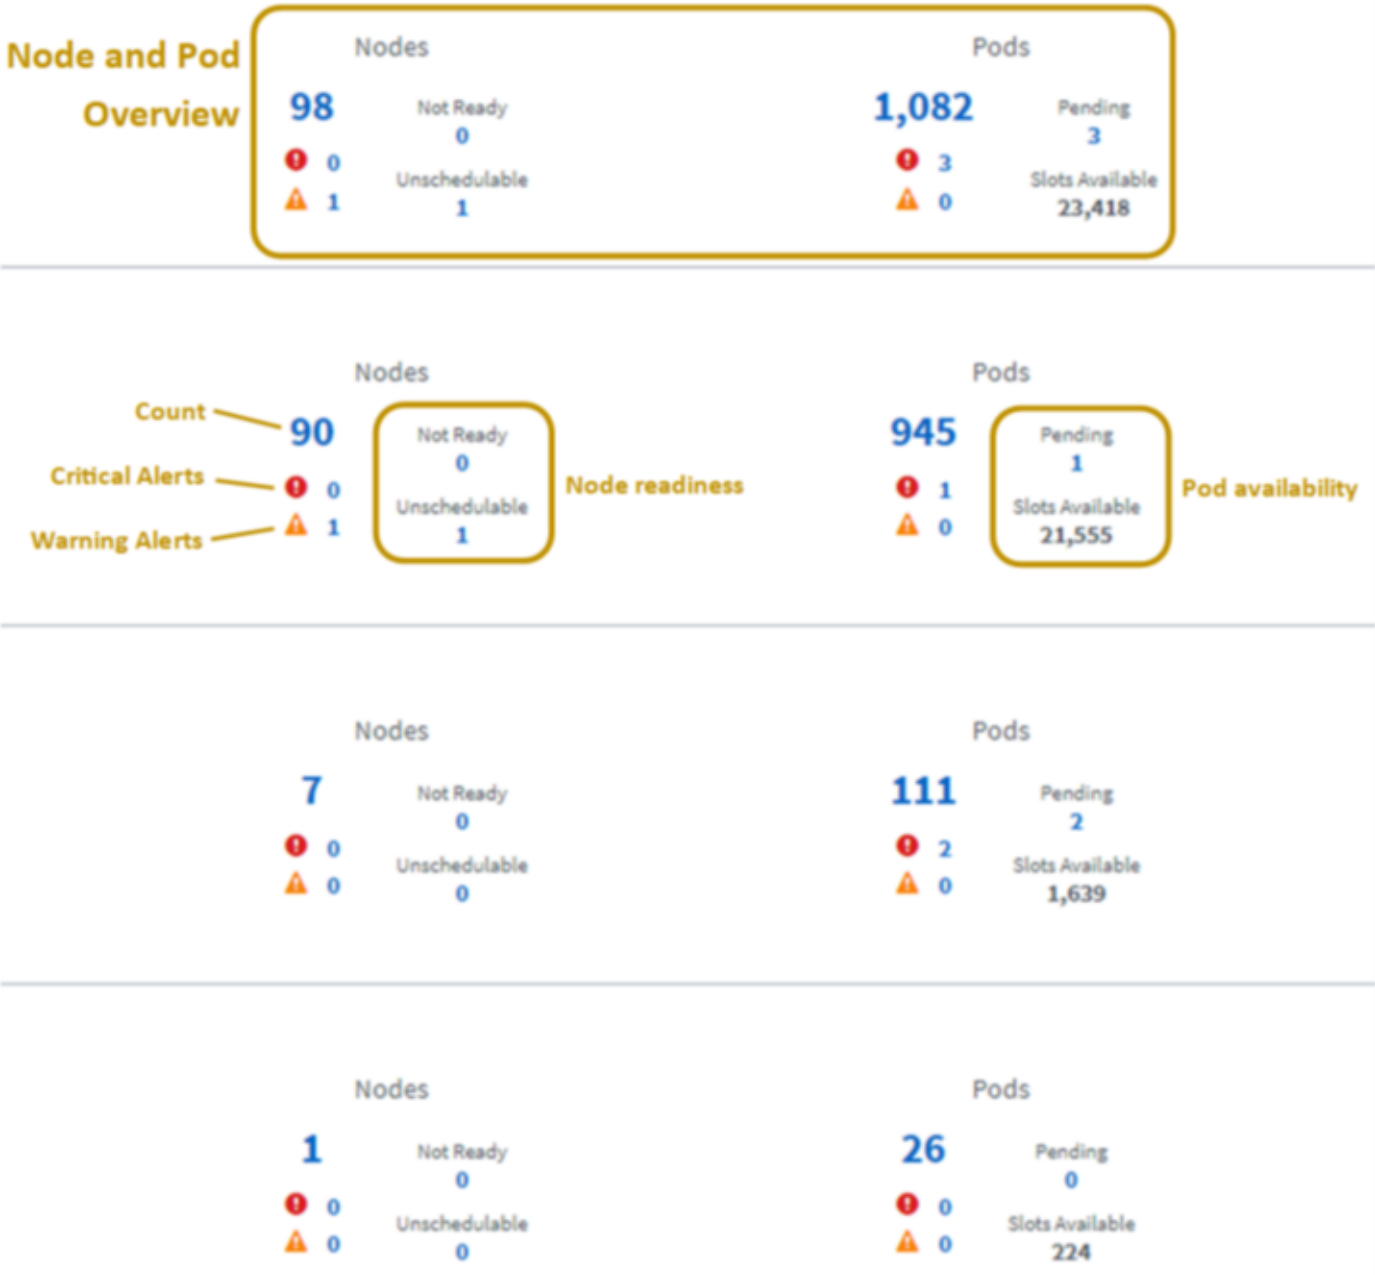 Node and Pod
Overview
Nodes
98
Not Ready
0
0
Unschedulable
1
1
Pods
1,082
Pending
3
3
Slots Available
0
23,418
Nodes
Count
90
Not Ready
0
Critical Alerts
0
Unschedulable
Warning Alerts
1
1
Node readiness
Pods
945
Pending
1
1
Slots Available
0
21,555
Pod availability
Nodes
7
Not Ready
0
0
Unschedulable
0
0
Pods
111
Pending
2
2
Slots Available
0
1,639
Nodes
1
Not Ready
0
0
Unschedulable
0
0
Pods
26
Pending
0
0
Slots Available
0
224